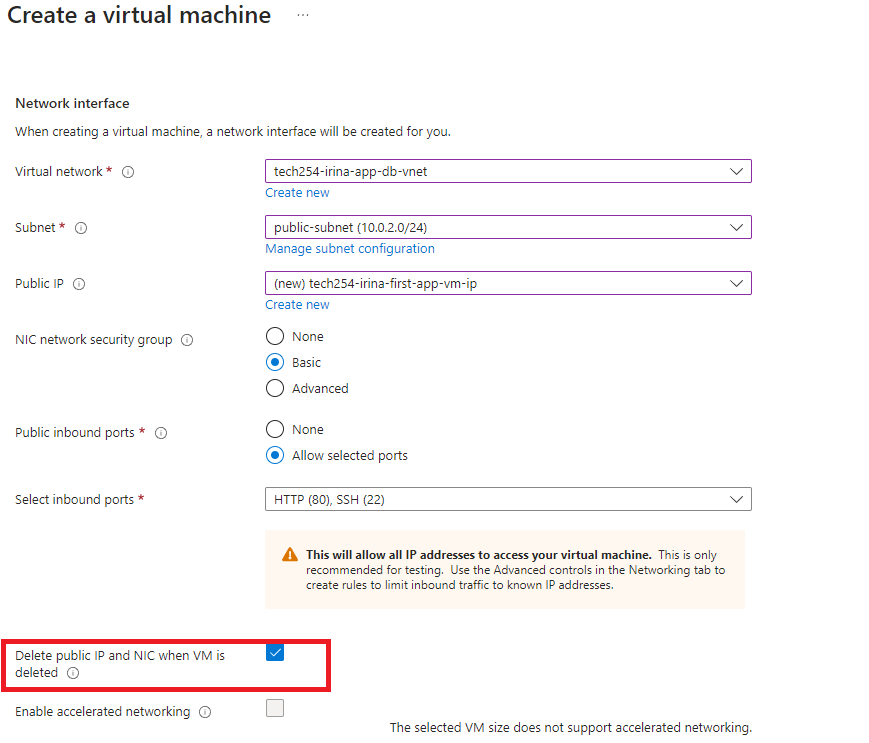 Create a virtual machine ...
Network interface
When creating a virtual machine, a network interface will be created for you.
Virtual network *
tech254-irina-app-db-vnet
Create new
Subnet *
public-subnet (10.0.2.0/24)
Manage subnet configuration
Public IP
(new) tech254-irina-first-app-vm-ip
Create new
NIC network security group
None
Basic
Advanced
Public inbound ports *
None
Allow selected ports
Select inbound ports *
HTTP (80), SSH (22)
This will allow all IP addresses to access your virtual machine. This is only
recommended for testing. Use the Advanced controls in the Networking tab to
create rules to limit inbound traffic to known IP addresses.
Delete public IP and NIC when VM is
deleted
Enable accelerated networking
The selected VM size does not support accelerated networking.